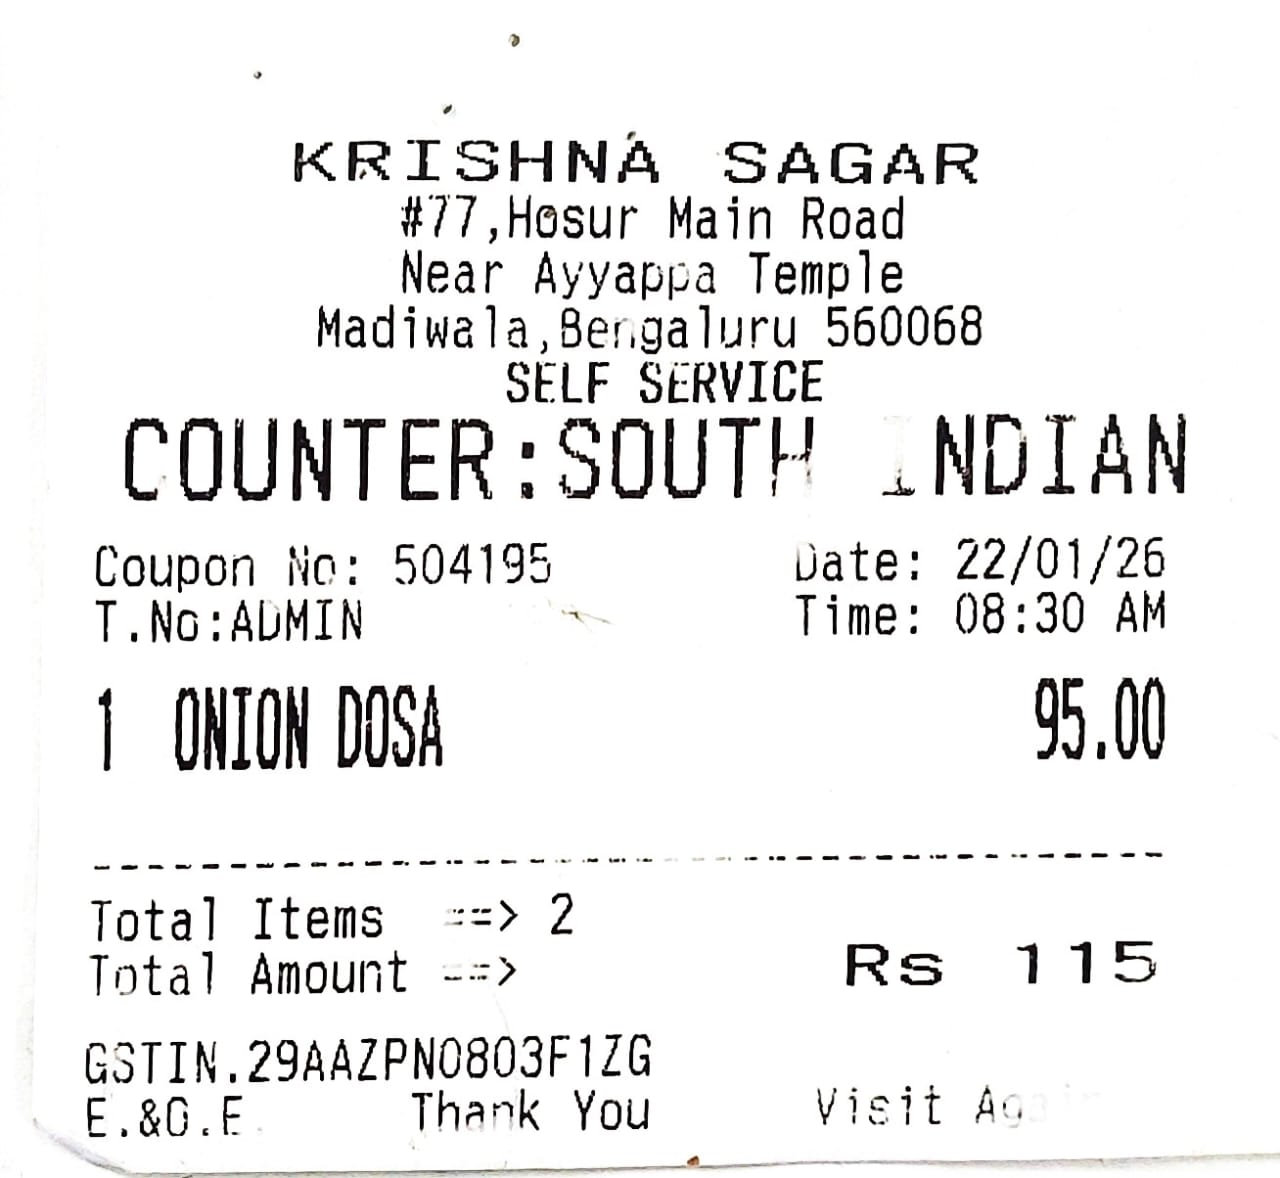 KRISHNA SAGAR
#77,Hosur Main Road
Near Ayyappa Temple
Madiwala,Bengaluru 560068
SELF SERVICE
COUNTER:SOUTH INDIAN
Coupon No: 504195 Date: 22/01/26
T.No:ADMIN Time: 08:30 AM
1 ONION DOSA 95.00
Total Items ==> 2
Total Amount ==> Rs 115
GSTIN.29AAZPN0803F1ZG
E.&O.E. Thank You Visit Again